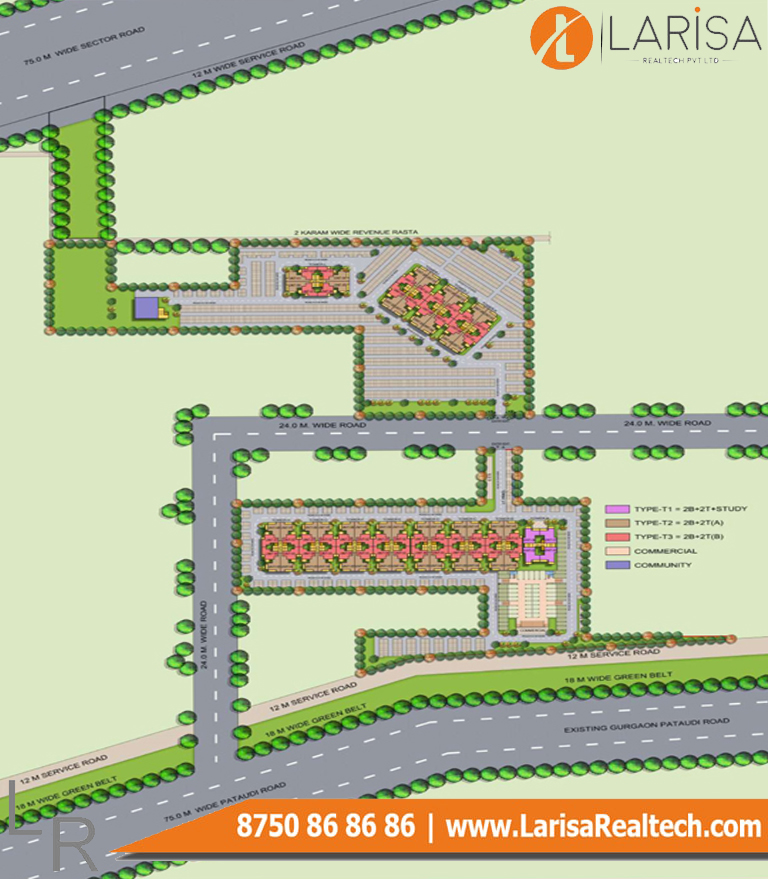 LARiSA
REALTECH PVT LTD
75.0 M WIDE SECTOR ROAD
12 M WIDE SERVICE ROAD
2 KARAM WIDE REVENUE RASTA
24.0 M. WIDE ROAD
24.0 M. WIDE ROAD
TYPE-T1 = 2B+2T+STUDY
TYPE-T2 = 2B+2T(A)
TYPE-T3 = 2B+2T(B)
COMMERCIAL
COMMUNITY
24.0 M. WIDE ROAD
COMMERCIAL
12 M SERVICE ROAD
18 M WIDE GREEN BELT
12 M SERVICE ROAD
18 M WIDE GREEN BELT
EXISTING GURGAON PATAUDI ROAD
12 M SERVICE ROAD
18 M WIDE GREEN BELT
75.0 M WIDE PATAUDI ROAD
LR
8750 86 86 86 | www.LarisaRealtech.com